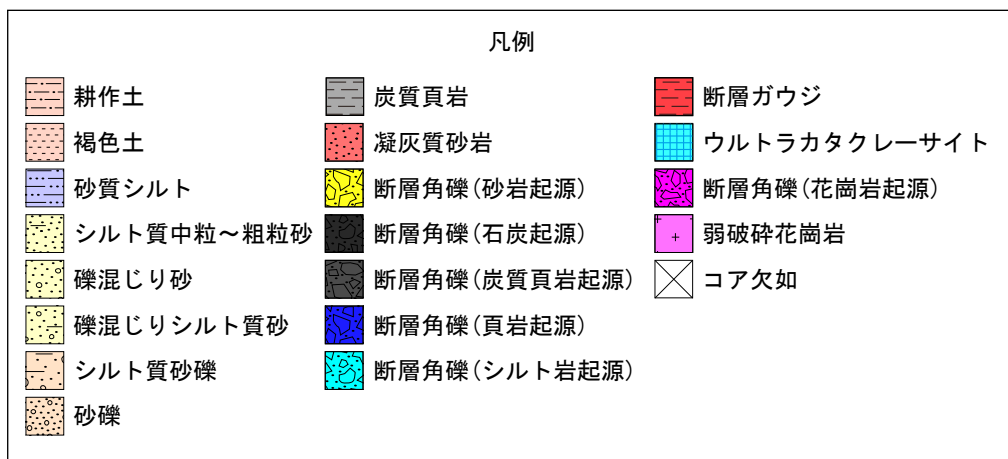 凡例
耕作土
褐色土
砂質シルト
シルト質中粒～粗粒砂
礫混じり砂
礫混じりシルト質砂
シルト質砂礫
砂礫
炭質頁岩
凝灰質砂岩
断層角礫(砂岩起源)
断層角礫(石炭起源)
断層角礫(炭質頁岩起源)
断層角礫(頁岩起源)
断層角礫(シルト岩起源)
断層ガウジ
ウルトラカタクレーサイト
断層角礫(花崗岩起源)
弱破砕花崗岩
コア欠如